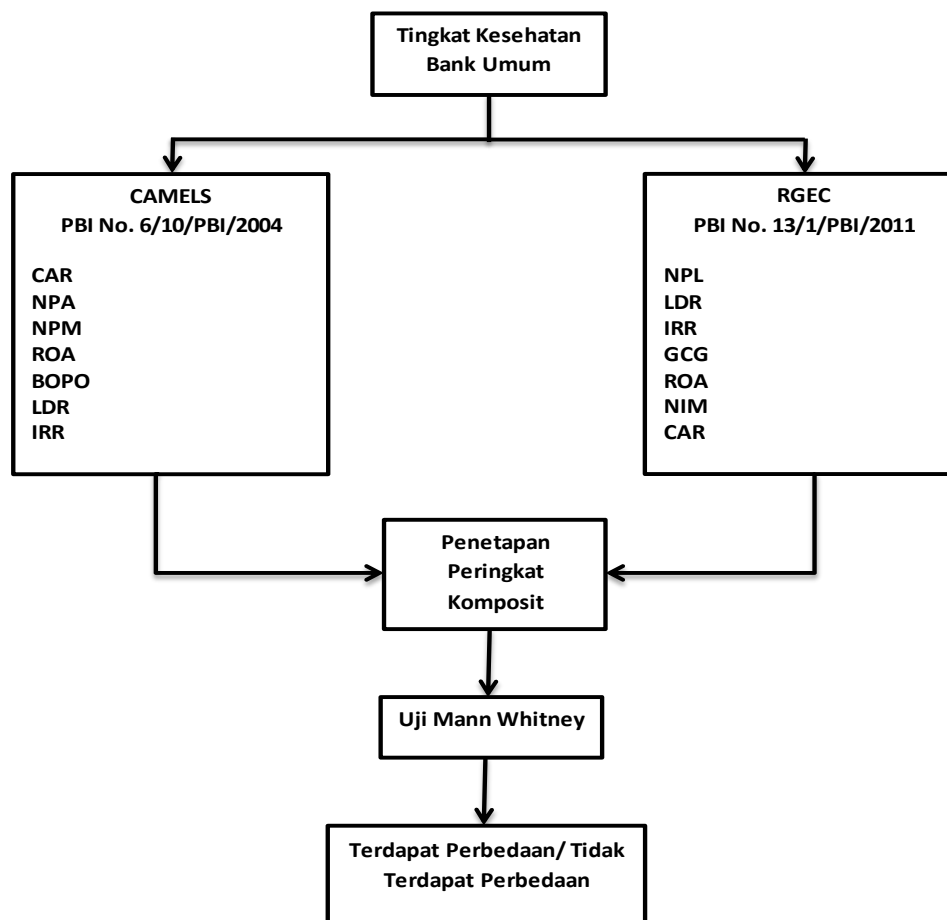 Tingkat Kesehatan
Bank Umum
CAMELS
PBI No. 6/10/PBI/2004
CAR
NPA
NPM
ROA
BOPO
LDR
IRR
RGEC
PBI No. 13/1/PBI/2011
NPL
LDR
IRR
GCG
ROA
NIM
CAR
Penetapan
Peringkat
Komposit
Uji Mann Whitney
Terdapat Perbedaan/ Tidak
Terdapat Perbedaan